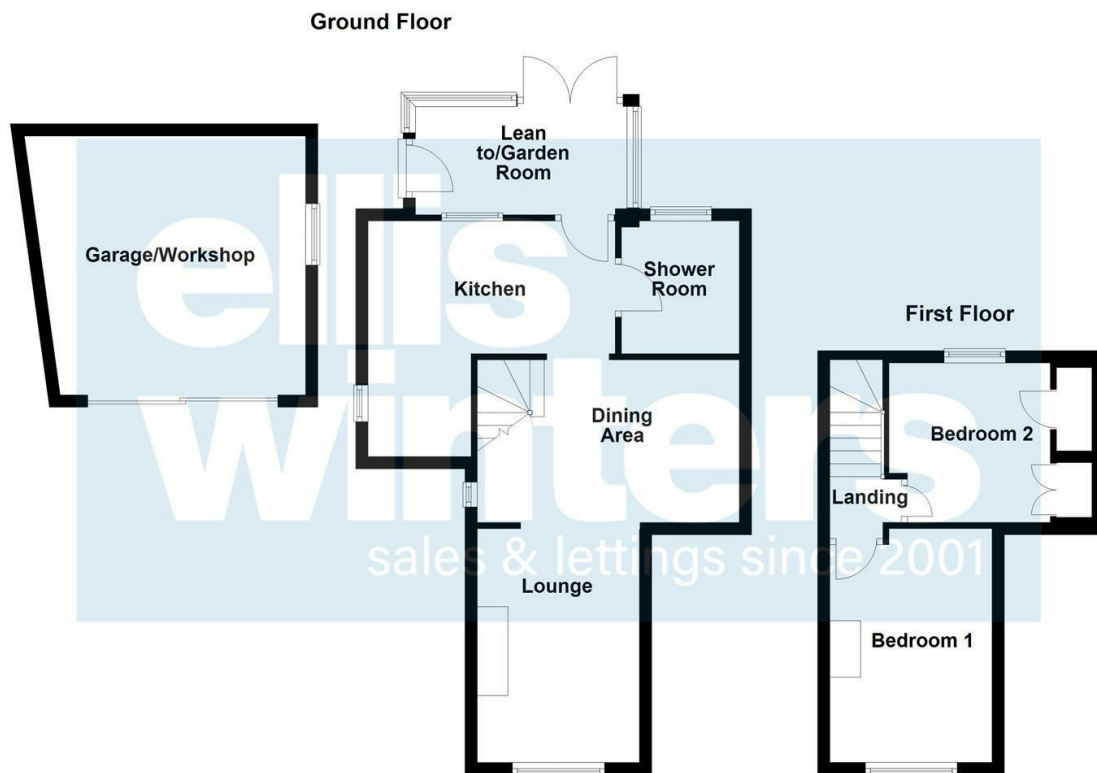 Ground Floor
Lean
to/Garden
Room
Garage/Workshop
Kitchen
Shower
Room
Dining
Area
Lounge
First Floor
Bedroom 2
Landing
Bedroom 1
ellis
winters
sales & lettings since 2001